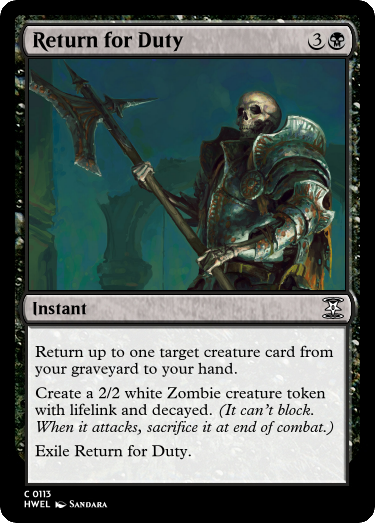 Return for Duty 3
Instant
Return up to one target creature card from
your graveyard to your hand.
Create a 2/2 white Zombie creature token
with lifelink and decayed. (It can't block.
When it attacks, sacrifice it at end of combat.)
Exile Return for Duty.
C 0113
HWEL Sandara